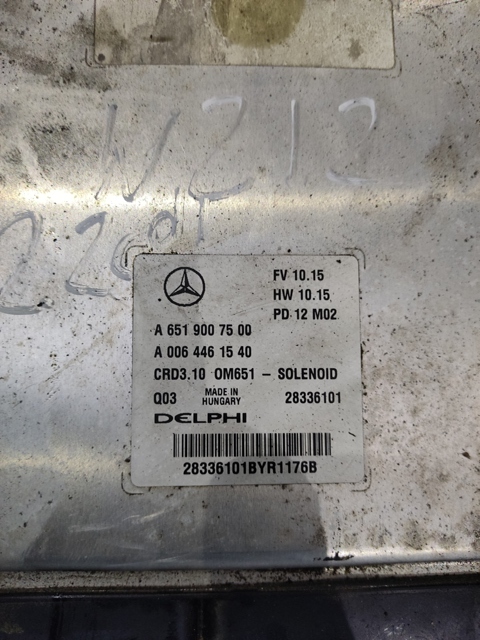 W212
220dT
FV 10.15
HW 10.15
PD 12 M02
A 651 900 75 00
A 006 446 15 40
CRD3.10 OM651 - SOLENOID
Q03 MADE IN HUNGARY 28336101
DELPHI
28336101BYR1176B